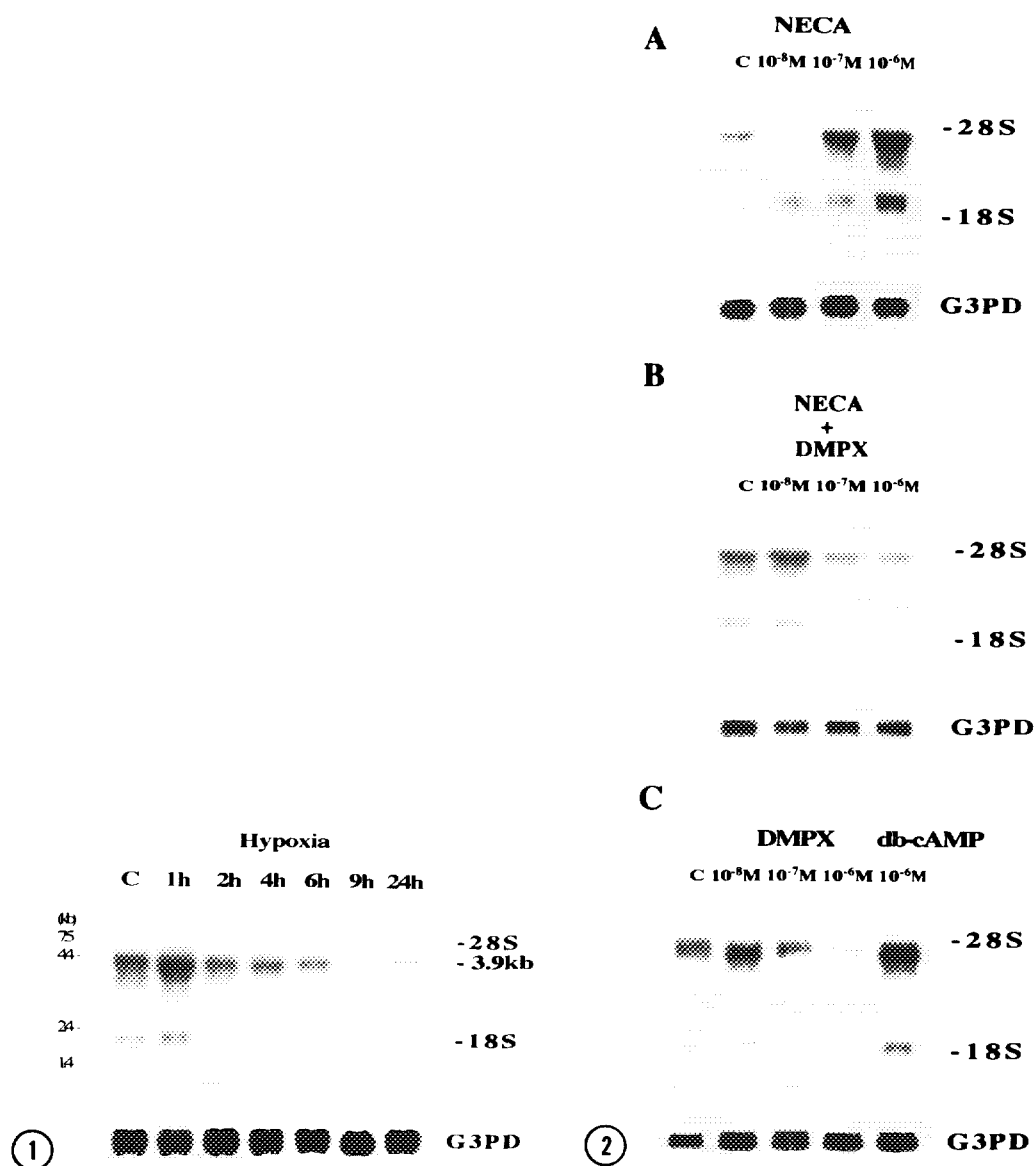 A
NECA
C 10⁻⁸M 10⁻⁷M 10⁻⁶M
-28S
-18S
G3PD
B
NECA
+
DMPX
C 10⁻⁸M 10⁻⁷M 10⁻⁶M
-28S
-18S
G3PD
Hypoxia
C 1h 2h 4h 6h 9h 24h
(kb)
75
44 -
24 -
14
-28S
-3.9kb
-18S
G3PD
1
C
DMPX db-cAMP
C 10⁻⁸M 10⁻⁷M 10⁻⁶M 10⁻⁶M
-28S
-18S
G3PD
2